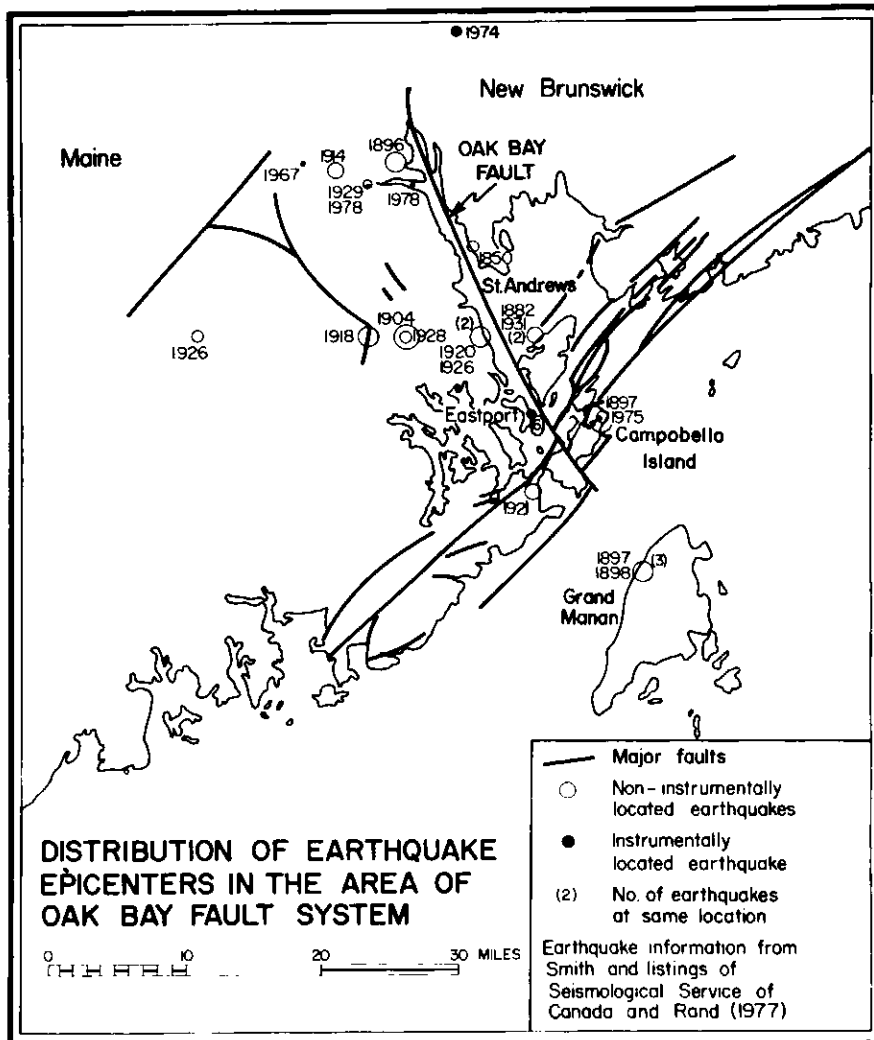 1974
New Brunswick
Maine
1896
1914
OAK BAY
FAULT
1967
1929
1978
1978
1850
St. Andrews
1882
1931
(2)
1904
1918
1928
(2)
1920
1926
1926
Eastport
(6)
1897
1975
Campobello
Island
1921
1897
1898
(3)
Grand
Manan
Major faults
Non-instrumentally
located earthquakes
Instrumentally
located earthquake
(2) No. of earthquakes
at same location
Earthquake information from
Smith and listings of
Seismological Service of
Canada and Rand (1977)
DISTRIBUTION OF EARTHQUAKE
EPICENTERS IN THE AREA OF
OAK BAY FAULT SYSTEM
0 10 20 30 MILES